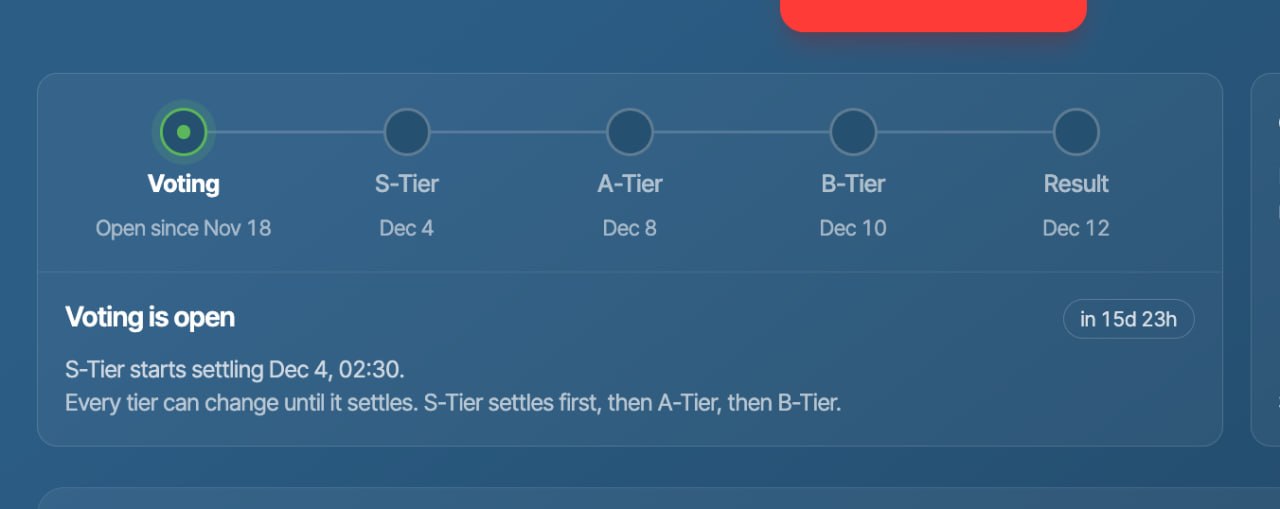 Voting
Open since Nov 18
S-Tier
Dec 4
A-Tier
Dec 8
B-Tier
Dec 10
Result
Dec 12
Voting is open
in 15d 23h
S-Tier starts settling Dec 4, 02:30.
Every tier can change until it settles. S-Tier settles first, then A-Tier, then B-Tier.